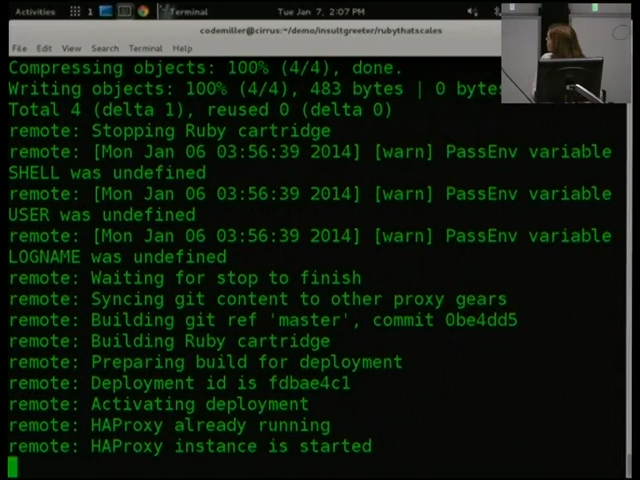 Activities 1 Terminal Tue Jan 7, 2:07 PM
codemiller@cirrus:~/demo/insultgreeter/rubythatscales
File Edit View Search Terminal Help
Compressing objects: 100% (4/4), done.
Writing objects: 100% (4/4), 483 bytes | 0 bytes
Total 4 (delta 1), reused 0 (delta 0)
remote: Stopping Ruby cartridge
remote: [Mon Jan 06 03:56:39 2014] [warn] PassEnv variable
SHELL was undefined
remote: [Mon Jan 06 03:56:39 2014] [warn] PassEnv variable
USER was undefined
remote: [Mon Jan 06 03:56:39 2014] [warn] PassEnv variable
LOGNAME was undefined
remote: Waiting for stop to finish
remote: Syncing git content to other proxy gears
remote: Building git ref 'master', commit 0be4dd5
remote: Building Ruby cartridge
remote: Preparing build for deployment
remote: Deployment id is fdbae4c1
remote: Activating deployment
remote: HAProxy already running
remote: HAProxy instance is started